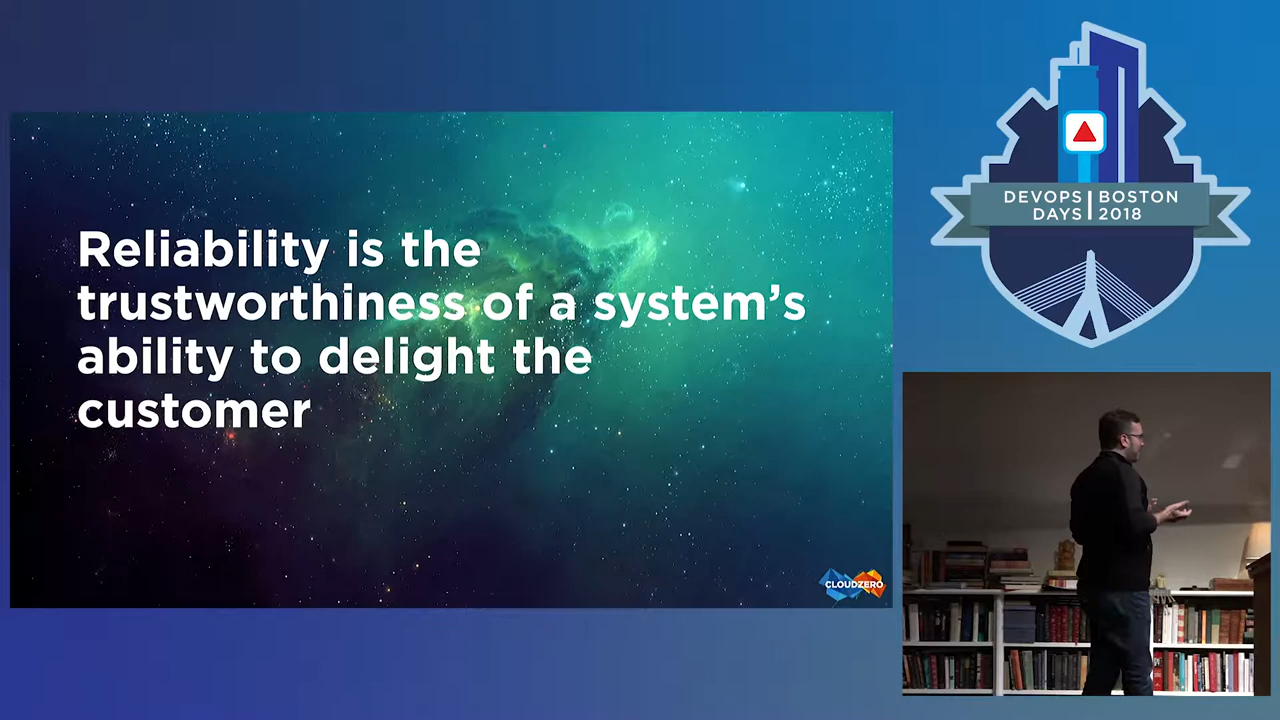 Reliability is the
trustworthiness of a system’s
ability to delight the
customer
CLOUDZERO
DEVOPS DAYS
BOSTON 2018